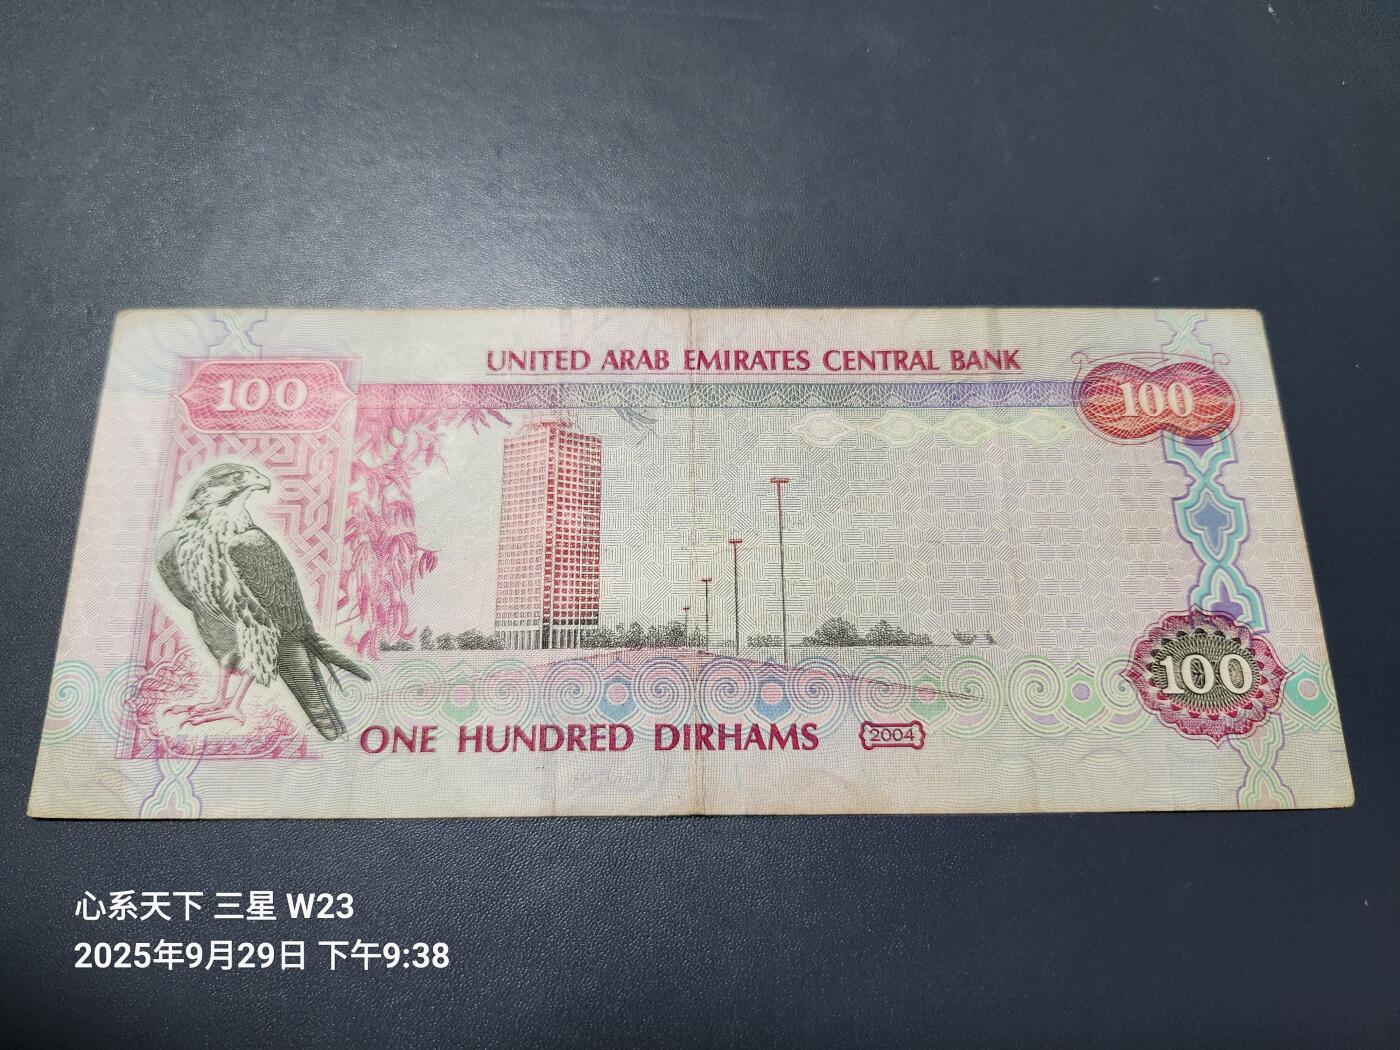 UNITED ARAB EMIRATES CENTRAL BANK
100
100
100
ONE HUNDRED DIRHAMS
2004
心系天下 三星 W23
2025年9月29日 下午9:38